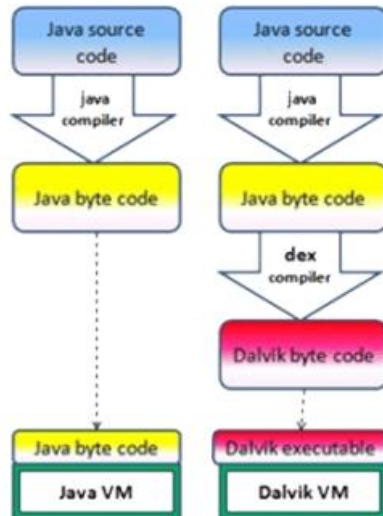 Java source
code
java
compiler
Java byte code
Java byte code
Java VM
Java source
code
java
compiler
Java byte code
dex
compiler
Dalvik byte code
Dalvik executable
Dalvik VM